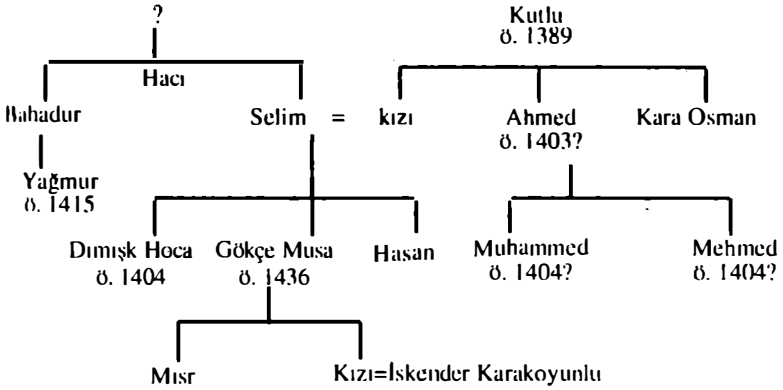 ?
Kutlu
ö. 1389
Hacı
Bahadur Selim = kızı Ahmed Kara Osman
ö. 1403?
Yağmur
ö. 1415
Dımışk Hoca Gökçe Musa Hasan Muhammed Mehmed
ö. 1404 ö. 1436 ö. 1404? ö. 1404?
Mısr Kızı=İskender Karakoyunlu